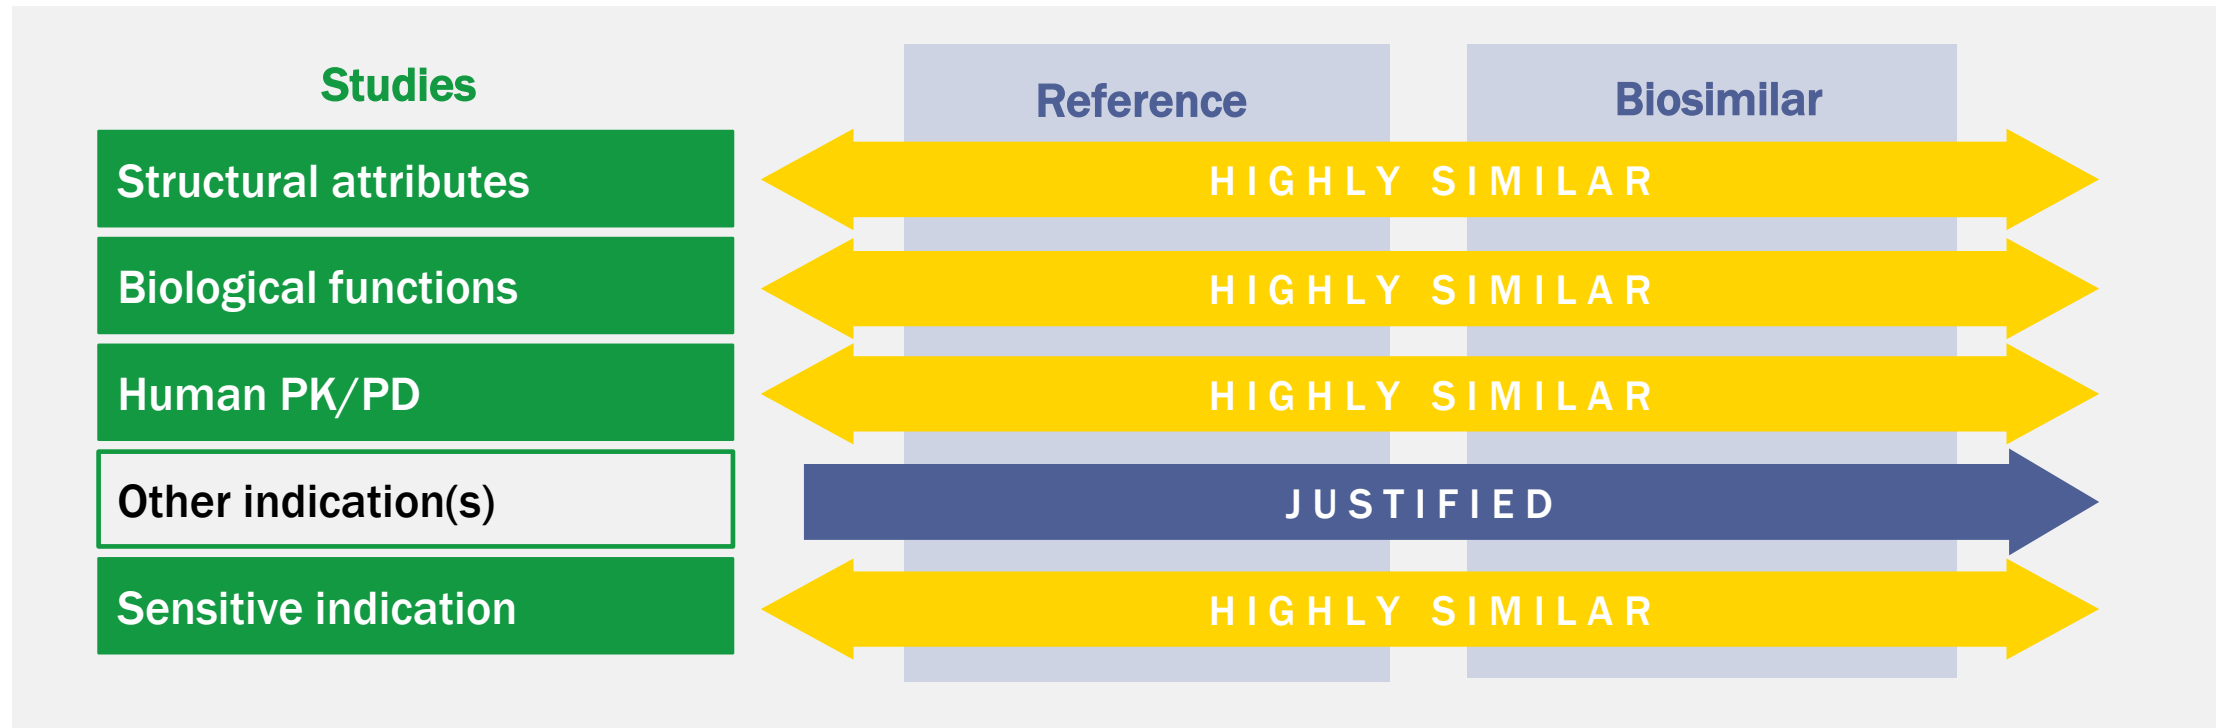 Studies
Reference
Biosimilar
Structural attributes
HIGHLY SIMILAR
Biological functions
HIGHLY SIMILAR
Human PK/PD
HIGHLY SIMILAR
Other indication(s)
JUSTIFIED
Sensitive indication
HIGHLY SIMILAR